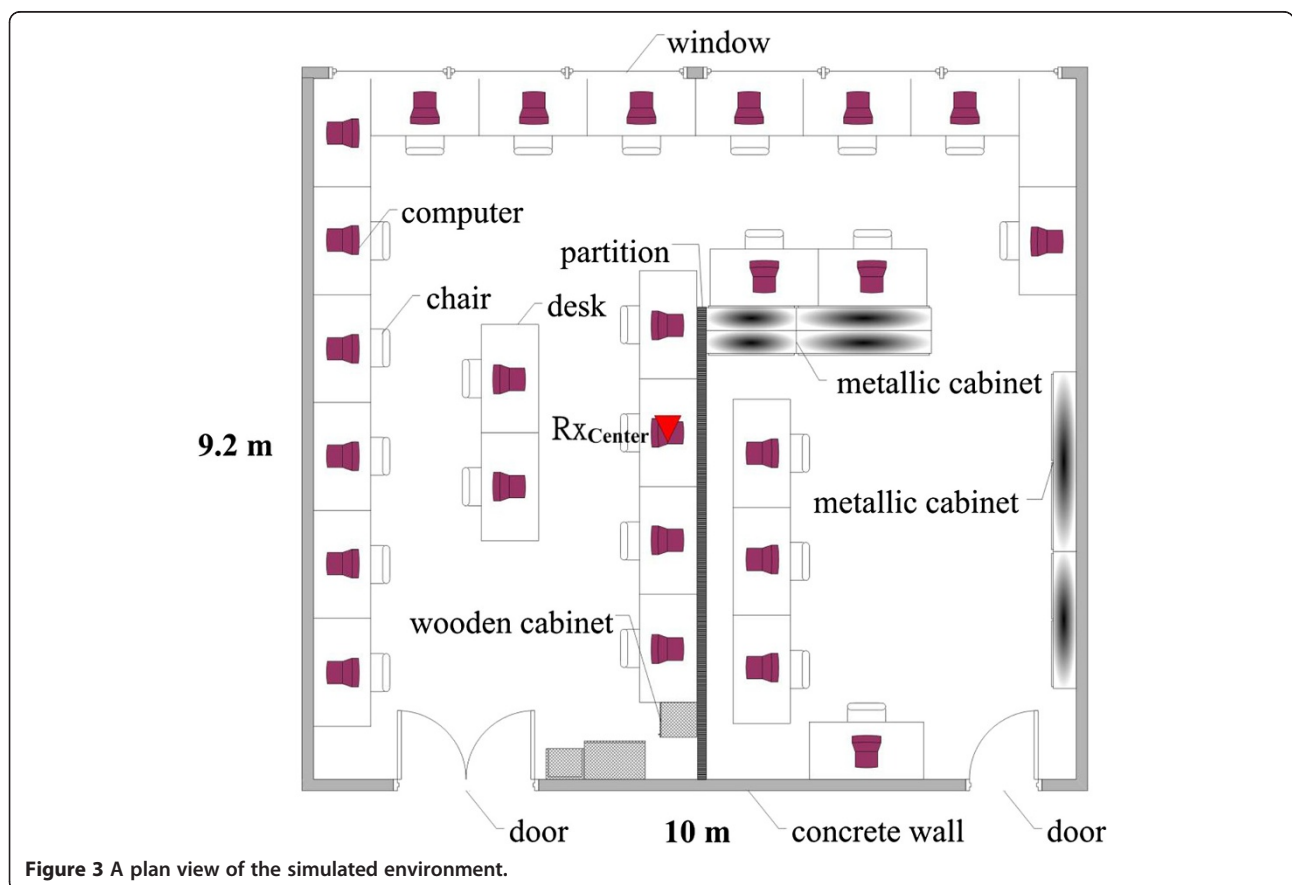 window
computer
partition
chair
desk
metallic cabinet
RxCenter
9.2 m
metallic cabinet
wooden cabinet
door
10 m
concrete wall
door
Figure 3 A plan view of the simulated environment.